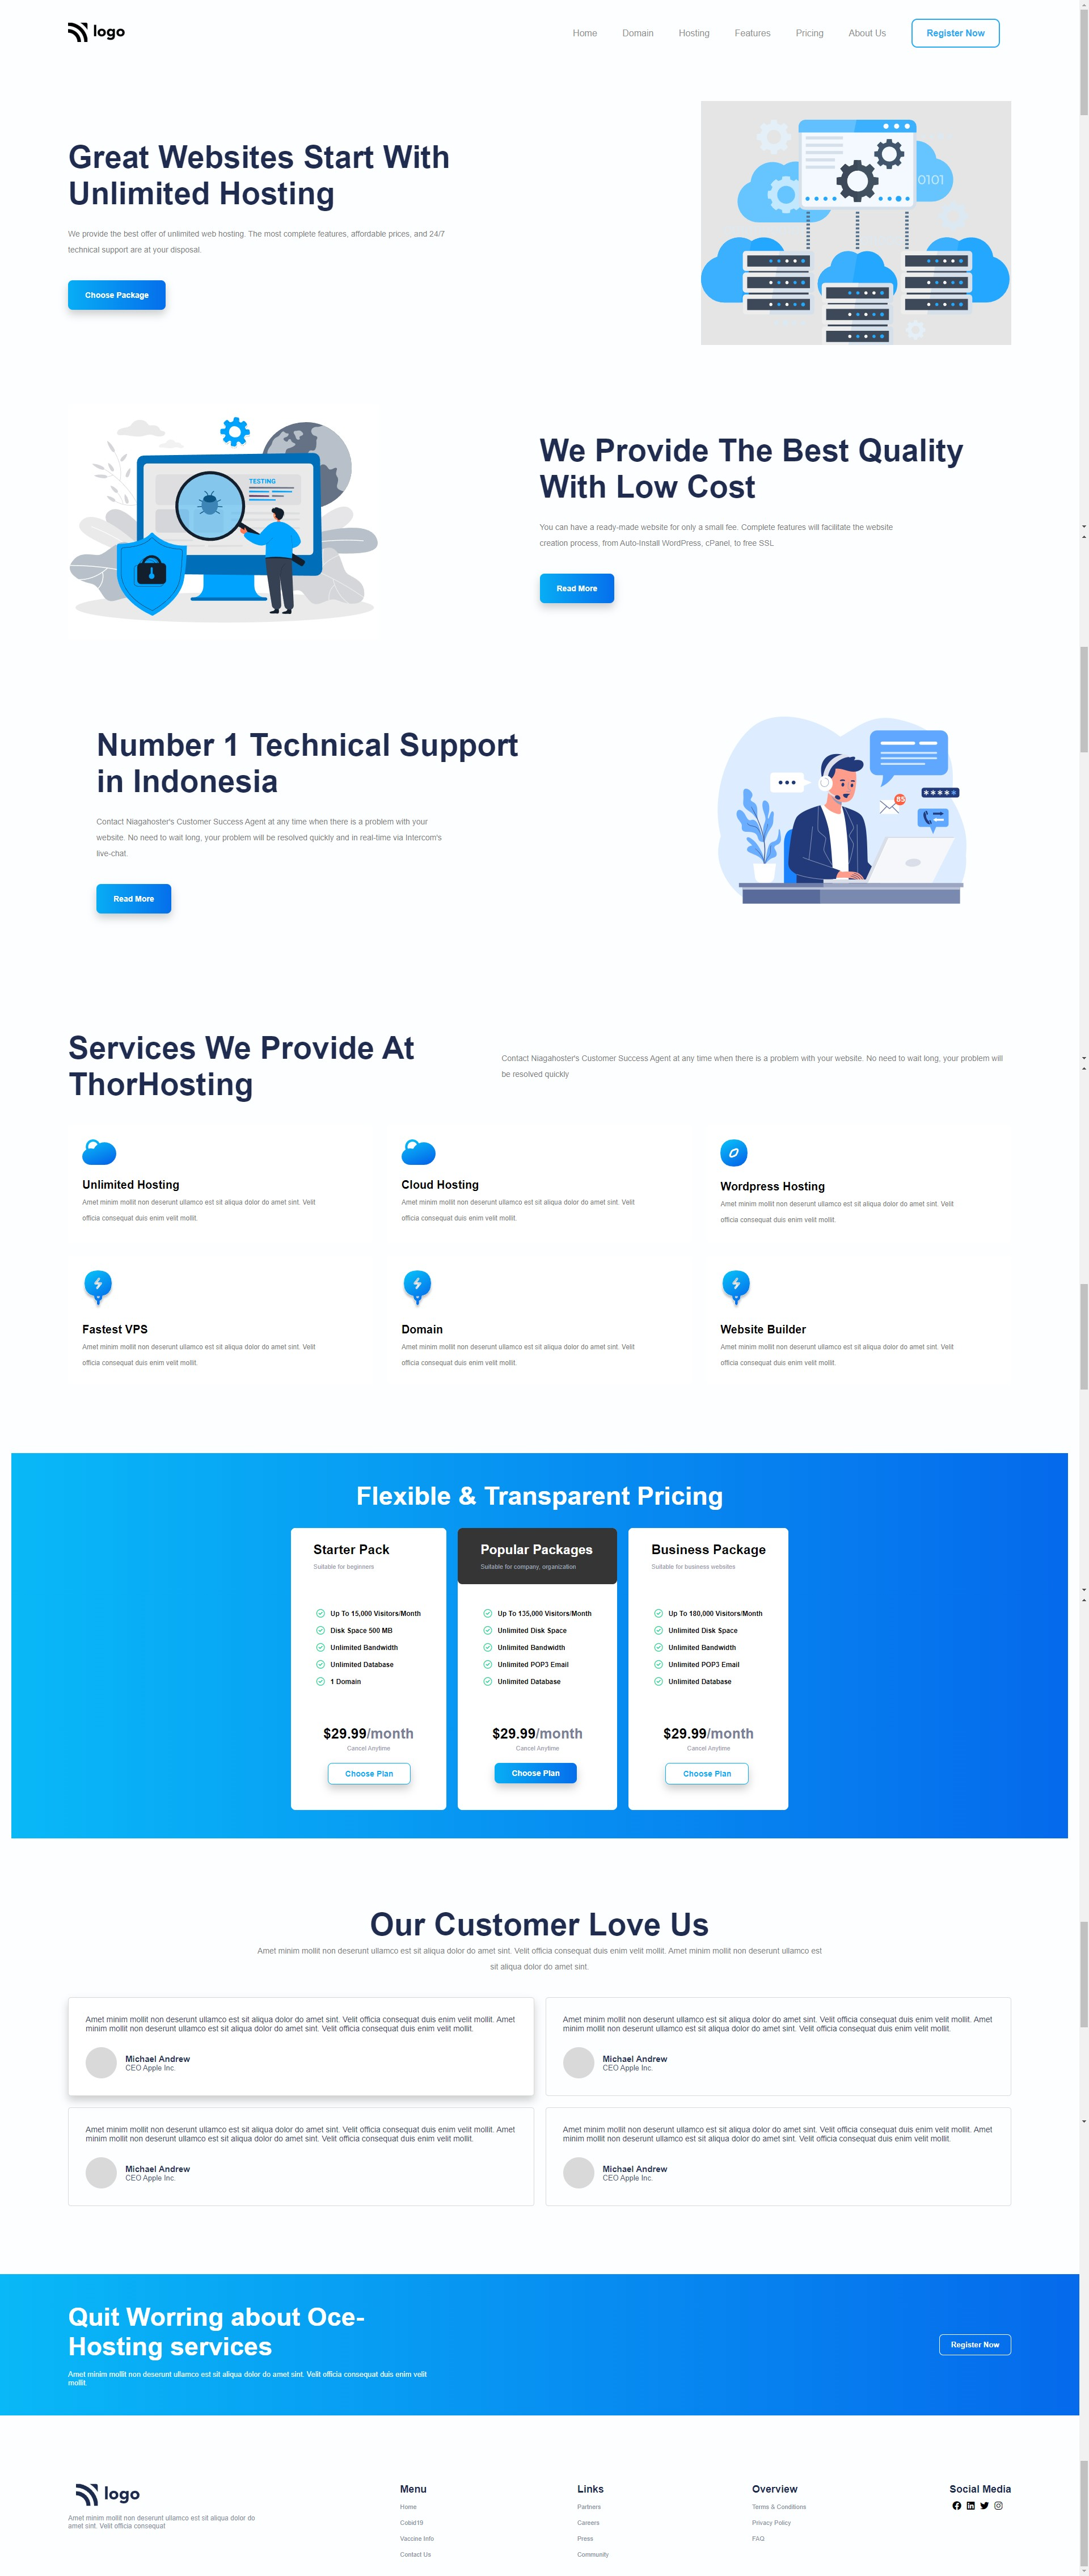 logo
Home Domain Hosting Features Pricing About Us Register Now
Great Websites Start With
Unlimited Hosting
We provide the best offer of unlimited web hosting. The most complete features, affordable prices, and 24/7
technical support are at your disposal.
Choose Package
0101
TESTING
We Provide The Best Quality
With Low Cost
You can have a ready-made website for only a small fee. Complete features will facilitate the website
creation process, from Auto-Install WordPress, cPanel, to free SSL
Read More
Number 1 Technical Support
in Indonesia
Contact Niagahoster's Customer Success Agent at any time when there is a problem with your
website. No need to wait long, your problem will be resolved quickly and in real-time via Intercom's
live-chat.
Read More
85
*****
Services We Provide At
ThorHosting
Contact Niagahoster's Customer Success Agent at any time when there is a problem with your website. No need to wait long, your problem will
be resolved quickly
Unlimited Hosting
Amet minim mollit non deserunt ullamco est sit aliqua dolor do amet sint. Velit
officia consequat duis enim velit mollit.
Cloud Hosting
Amet minim mollit non deserunt ullamco est sit aliqua dolor do amet sint. Velit
officia consequat duis enim velit mollit.
Wordpress Hosting
Amet minim mollit non deserunt ullamco est sit aliqua dolor do amet sint. Velit
officia consequat duis enim velit mollit.
Fastest VPS
Amet minim mollit non deserunt ullamco est sit aliqua dolor do amet sint. Velit
officia consequat duis enim velit mollit.
Domain
Amet minim mollit non deserunt ullamco est sit aliqua dolor do amet sint. Velit
officia consequat duis enim velit mollit.
Website Builder
Amet minim mollit non deserunt ullamco est sit aliqua dolor do amet sint. Velit
officia consequat duis enim velit mollit.
Flexible & Transparent Pricing
Starter Pack
Suitable for beginners
Up To 15,000 Visitors/Month
Disk Space 500 MB
Unlimited Bandwidth
Unlimited Database
1 Domain
$29.99/month
Cancel Anytime
Choose Plan
Popular Packages
Suitable for company, organization
Up To 135,000 Visitors/Month
Unlimited Disk Space
Unlimited Bandwidth
Unlimited POP3 Email
Unlimited Database
$29.99/month
Cancel Anytime
Choose Plan
Business Package
Suitable for business websites
Up To 180,000 Visitors/Month
Unlimited Disk Space
Unlimited Bandwidth
Unlimited POP3 Email
Unlimited Database
$29.99/month
Cancel Anytime
Choose Plan
Our Customer Love Us
Amet minim mollit non deserunt ullamco est sit aliqua dolor do amet sint. Velit officia consequat duis enim velit mollit. Amet minim mollit non deserunt ullamco est
sit aliqua dolor do amet sint.
Amet minim mollit non deserunt ullamco est sit aliqua dolor do amet sint. Velit officia consequat duis enim velit mollit. Amet
minim mollit non deserunt ullamco est sit aliqua dolor do amet sint. Velit officia consequat duis enim velit mollit.
Michael Andrew
CEO Apple Inc.
Amet minim mollit non deserunt ullamco est sit aliqua dolor do amet sint. Velit officia consequat duis enim velit mollit. Amet
minim mollit non deserunt ullamco est sit aliqua dolor do amet sint. Velit officia consequat duis enim velit mollit.
Michael Andrew
CEO Apple Inc.
Amet minim mollit non deserunt ullamco est sit aliqua dolor do amet sint. Velit officia consequat duis enim velit mollit. Amet
minim mollit non deserunt ullamco est sit aliqua dolor do amet sint. Velit officia consequat duis enim velit mollit.
Michael Andrew
CEO Apple Inc.
Amet minim mollit non deserunt ullamco est sit aliqua dolor do amet sint. Velit officia consequat duis enim velit mollit. Amet
minim mollit non deserunt ullamco est sit aliqua dolor do amet sint. Velit officia consequat duis enim velit mollit.
Michael Andrew
CEO Apple Inc.
Quit Worring about Oce-
Hosting services
Amet minim mollit non deserunt ullamco est sit aliqua dolor do amet sint. Velit officia consequat duis enim velit
mollit.
Register Now
logo
Amet minim mollit non deserunt ullamco est sit aliqua dolor do
amet sint. Velit officia consequat
Menu
Home
Cobid19
Vaccine Info
Contact Us
Links
Partners
Careers
Press
Community
Overview
Terms & Conditions
Privacy Policy
FAQ
Social Media